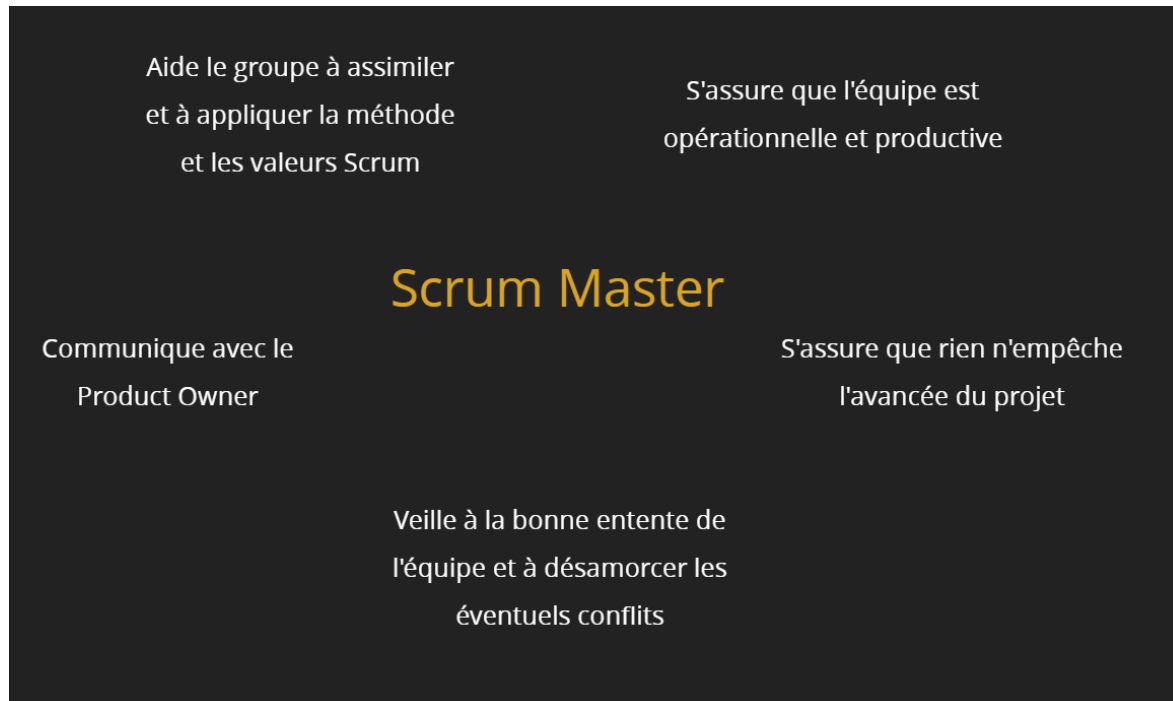 Aide le groupe à assimiler
et à appliquer la méthode
et les valeurs Scrum
S'assure que l'équipe est
opérationnelle et productive
Scrum Master
Communique avec le
Product Owner
S'assure que rien n'empêche
l'avancée du projet
Veille à la bonne entente de
l'équipe et à désamorcer les
éventuels conflits